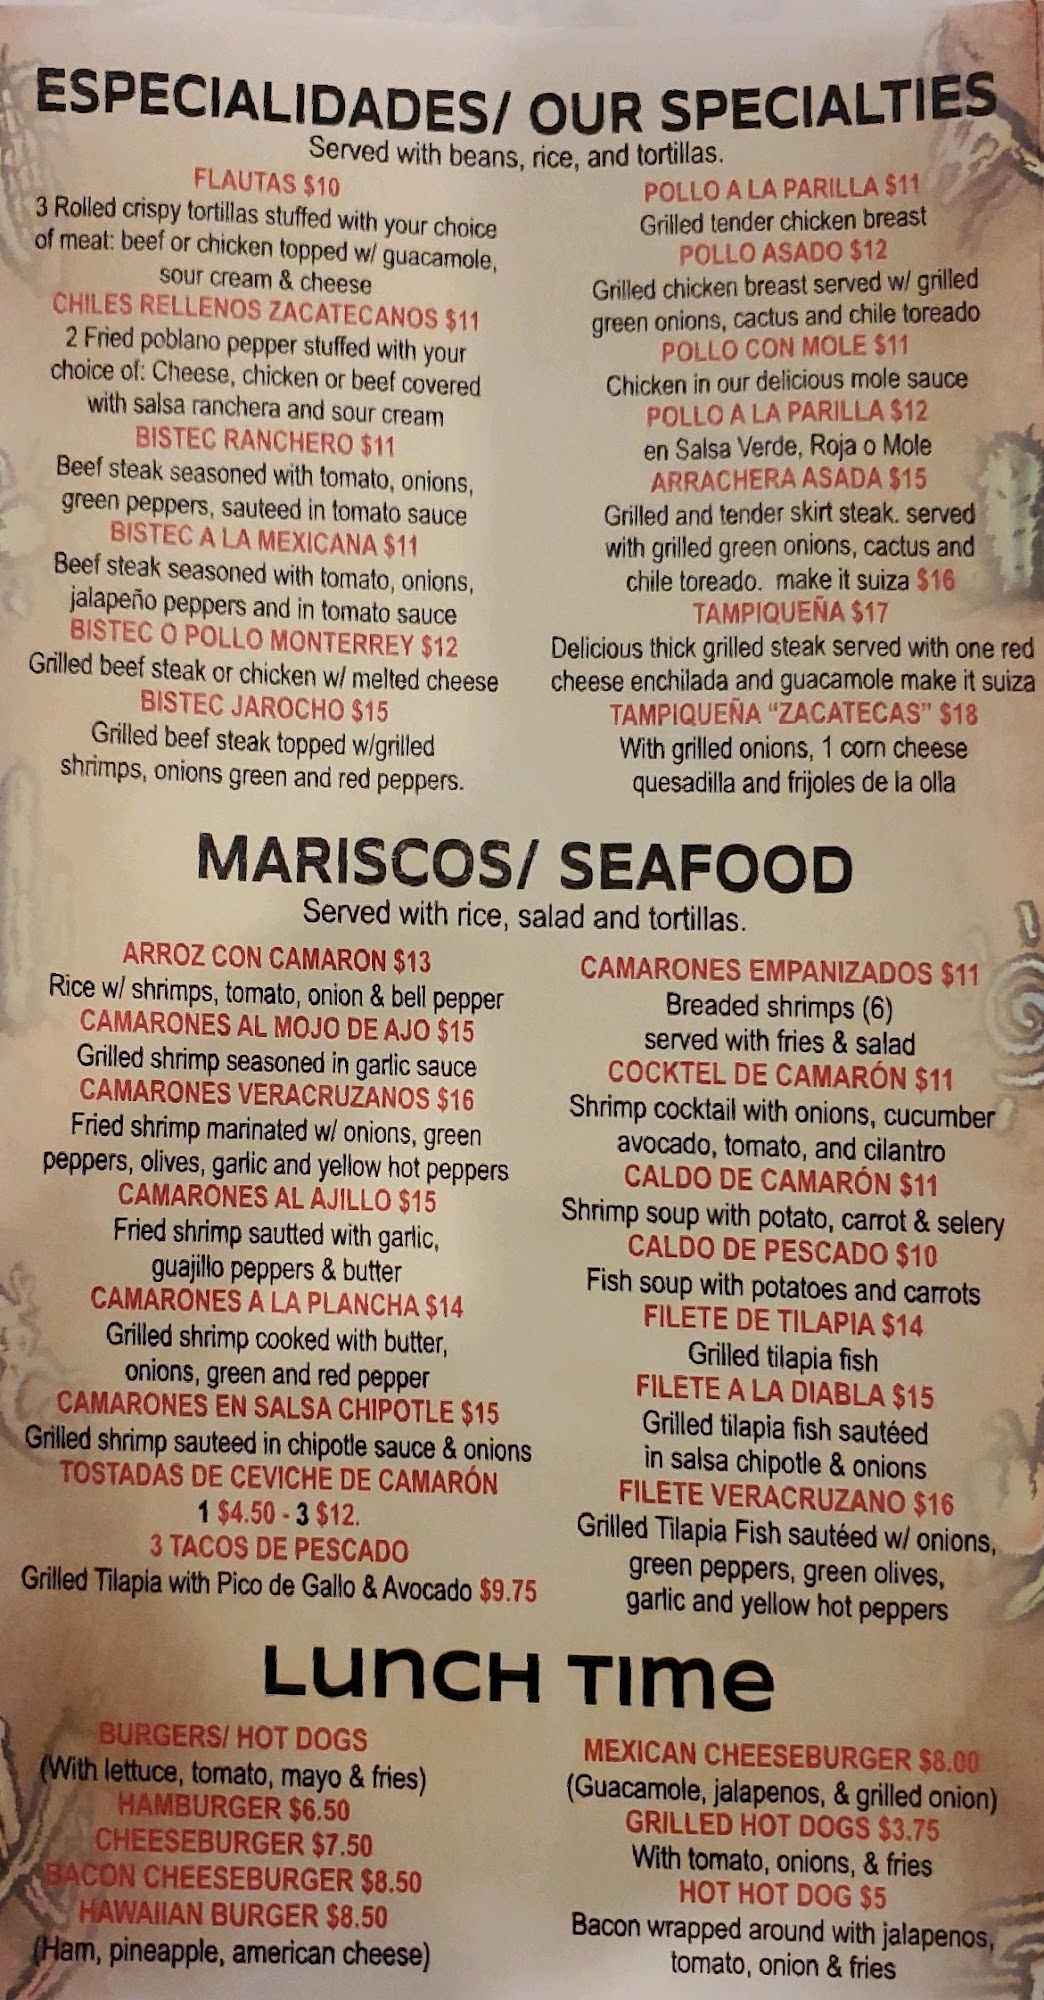 ESPECIALIDADES/ OUR SPECIALTIES
Served with beans, rice, and tortillas.
FLAUTAS $10
3 Rolled crispy tortillas stuffed with your choice
of meat: beef or chicken topped w/ guacamole,
sour cream & cheese
CHILES RELLENOS ZACATECANOS $11
2 Fried poblano pepper stuffed with your
choice of: Cheese, chicken or beef covered
with salsa ranchera and sour cream
BISTEC RANCHERO $11
Beef steak seasoned with tomato, onions,
green peppers, sauteed in tomato sauce
BISTEC A LA MEXICANA $11
Beef steak seasoned with tomato, onions,
jalapeño peppers and in tomato sauce
BISTEC O POLLO MONTERREY $12
Grilled beef steak or chicken w/ melted cheese
BISTEC JAROCHO $15
Grilled beef steak topped w/grilled
shrimps, onions green and red peppers.
POLLO A LA PARILLA $11
Grilled tender chicken breast
POLLO ASADO $12
Grilled chicken breast served w/ grilled
green onions, cactus and chile toreado
POLLO CON MOLE $11
Chicken in our delicious mole sauce
POLLO A LA PARILLA $12
en Salsa Verde, Roja o Mole
ARRACHERA ASADA $15
Grilled and tender skirt steak. served
with grilled green onions, cactus and
chile toreado. make it suiza $16
TAMPIQUEÑA $17
Delicious thick grilled steak served with one red
cheese enchilada and guacamole make it suiza
TAMPIQUEÑA “ZACATECAS” $18
With grilled onions, 1 corn cheese
quesadilla and frijoles de la olla
MARISCOS/ SEAFOOD
Served with rice, salad and tortillas.
ARROZ CON CAMARON $13
Rice w/ shrimps, tomato, onion & bell pepper
CAMARONES AL MOJO DE AJO $15
Grilled shrimp seasoned in garlic sauce
CAMARONES VERACRUZANOS $16
Fried shrimp marinated w/ onions, green
peppers, olives, garlic and yellow hot peppers
CAMARONES AL AJILLO $15
Fried shrimp sautted with garlic,
guajillo peppers & butter
CAMARONES A LA PLANCHA $14
Grilled shrimp cooked with butter,
onions, green and red pepper
CAMARONES EN SALSA CHIPOTLE $15
Grilled shrimp sauteed in chipotle sauce & onions
TOSTADAS DE CEVICHE DE CAMARÓN
1 $4.50 - 3 $12.
3 TACOS DE PESCADO
Grilled Tilapia with Pico de Gallo & Avocado $9.75
CAMARONES EMPANIZADOS $11
Breaded shrimps (6)
served with fries & salad
COCKTEL DE CAMARÓN $11
Shrimp cocktail with onions, cucumber
avocado, tomato, and cilantro
CALDO DE CAMARÓN $11
Shrimp soup with potato, carrot & selery
CALDO DE PESCADO $10
Fish soup with potatoes and carrots
FILETE DE TILAPIA $14
Grilled tilapia fish
FILETE A LA DIABLA $15
Grilled tilapia fish sautéed
in salsa chipotle & onions
FILETE VERACRUZANO $16
Grilled Tilapia Fish sautéed w/ onions,
green peppers, green olives,
garlic and yellow hot peppers
LUNCH TIME
BURGERS/ HOT DOGS
(With lettuce, tomato, mayo & fries)
HAMBURGER $6.50
CHEESEBURGER $7.50
BACON CHEESEBURGER $8.50
HAWAIIAN BURGER $8.50
(Ham, pineapple, american cheese)
MEXICAN CHEESEBURGER $8.00
(Guacamole, jalapenos, & grilled onion)
GRILLED HOT DOGS $3.75
With tomato, onions, & fries
HOT HOT DOG $5
Bacon wrapped around with jalapenos,
tomato, onion & fries